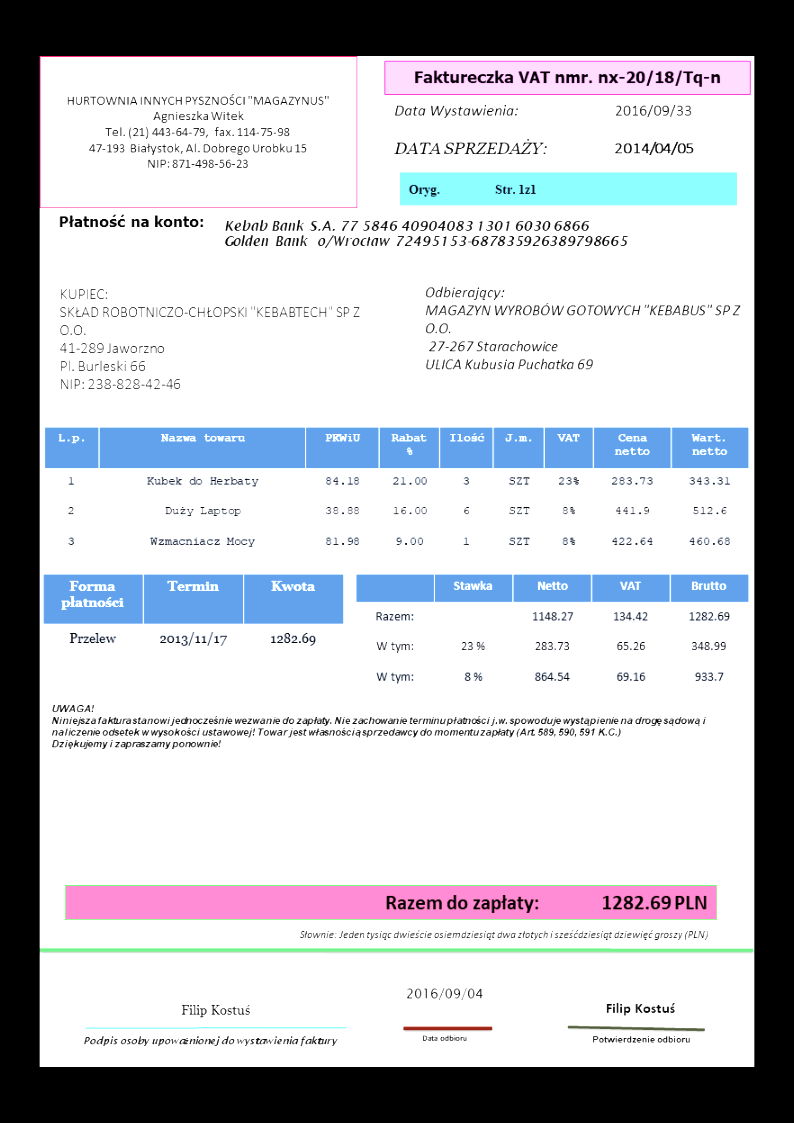 HURTOWNIA INNYCH PYSZNOŚCI "MAGAZYNUS"
Agnieszka Witek
Tel. (21) 443-64-79, fax. 114-75-98
47-193 Białystok, Al. Dobrego Urobku 15
NIP: 871-498-56-23
Faktureczka VAT nmr. nx-20/18/Tq-n
Data Wystawienia: 2016/09/33
DATA SPRZEDAŻY: 2014/04/05
Oryg. Str. 1z1
Płatność na konto: Kebab Bank S.A. 77 5846 40904083 1301 6030 6866
Golden Bank o/Wrocław 72495153-687835926389798665
KUPIEC:
SKŁAD ROBOTNICZO-CHŁOPSKI "KEBABTECH" SP Z
O.O.
41-289 Jaworzno
Pl. Burleski 66
NIP: 238-828-42-46
Odbierający:
MAGAZYN WYROBÓW GOTOWYCH "KEBABUS" SP Z
O.O.
27-267 Starachowice
ULICA Kubusia Puchatka 69
L.p. Nazwa towaru PKWiU Rabat Ilość J.m. VAT Cena Wart.
% netto netto
1 Kubek do Herbaty 84.18 21.00 3 SZT 23% 283.73 343.31
2 Duży Laptop 38.88 16.00 6 SZT 8% 441.9 512.6
3 Wzmacniacz Mocy 81.98 9.00 1 SZT 8% 422.64 460.68
Forma Termin Kwota
płatności
Przelew 2013/11/17 1282.69
Stawka Netto VAT Brutto
Razem: 1148.27 134.42 1282.69
W tym: 23 % 283.73 65.26 348.99
W tym: 8 % 864.54 69.16 933.7
UWAGA!
Niniejsza faktura stanowi jednocześnie wezwanie do zapłaty. Nie zachowanie terminu płatności j.w. spowoduje wystąpienie na drogę sądową i
naliczenie odsetek w wysokości ustawowej! Towar jest własnością sprzedawcy do momentu zapłaty (Art. 589, 590, 591 K.C.)
Dziękujemy i zapraszamy ponownie!
Razem do zapłaty: 1282.69 PLN
Słownie: Jeden tysiąc dwieście osiemdziesiąt dwa złotych i sześćdziesiąt dziewięć groszy (PLN)
Filip Kostuś
Podpis osoby upoważnionej do wystawienia faktury
2016/09/04
Data odbioru
Filip Kostuś
Potwierdzenie odbioru